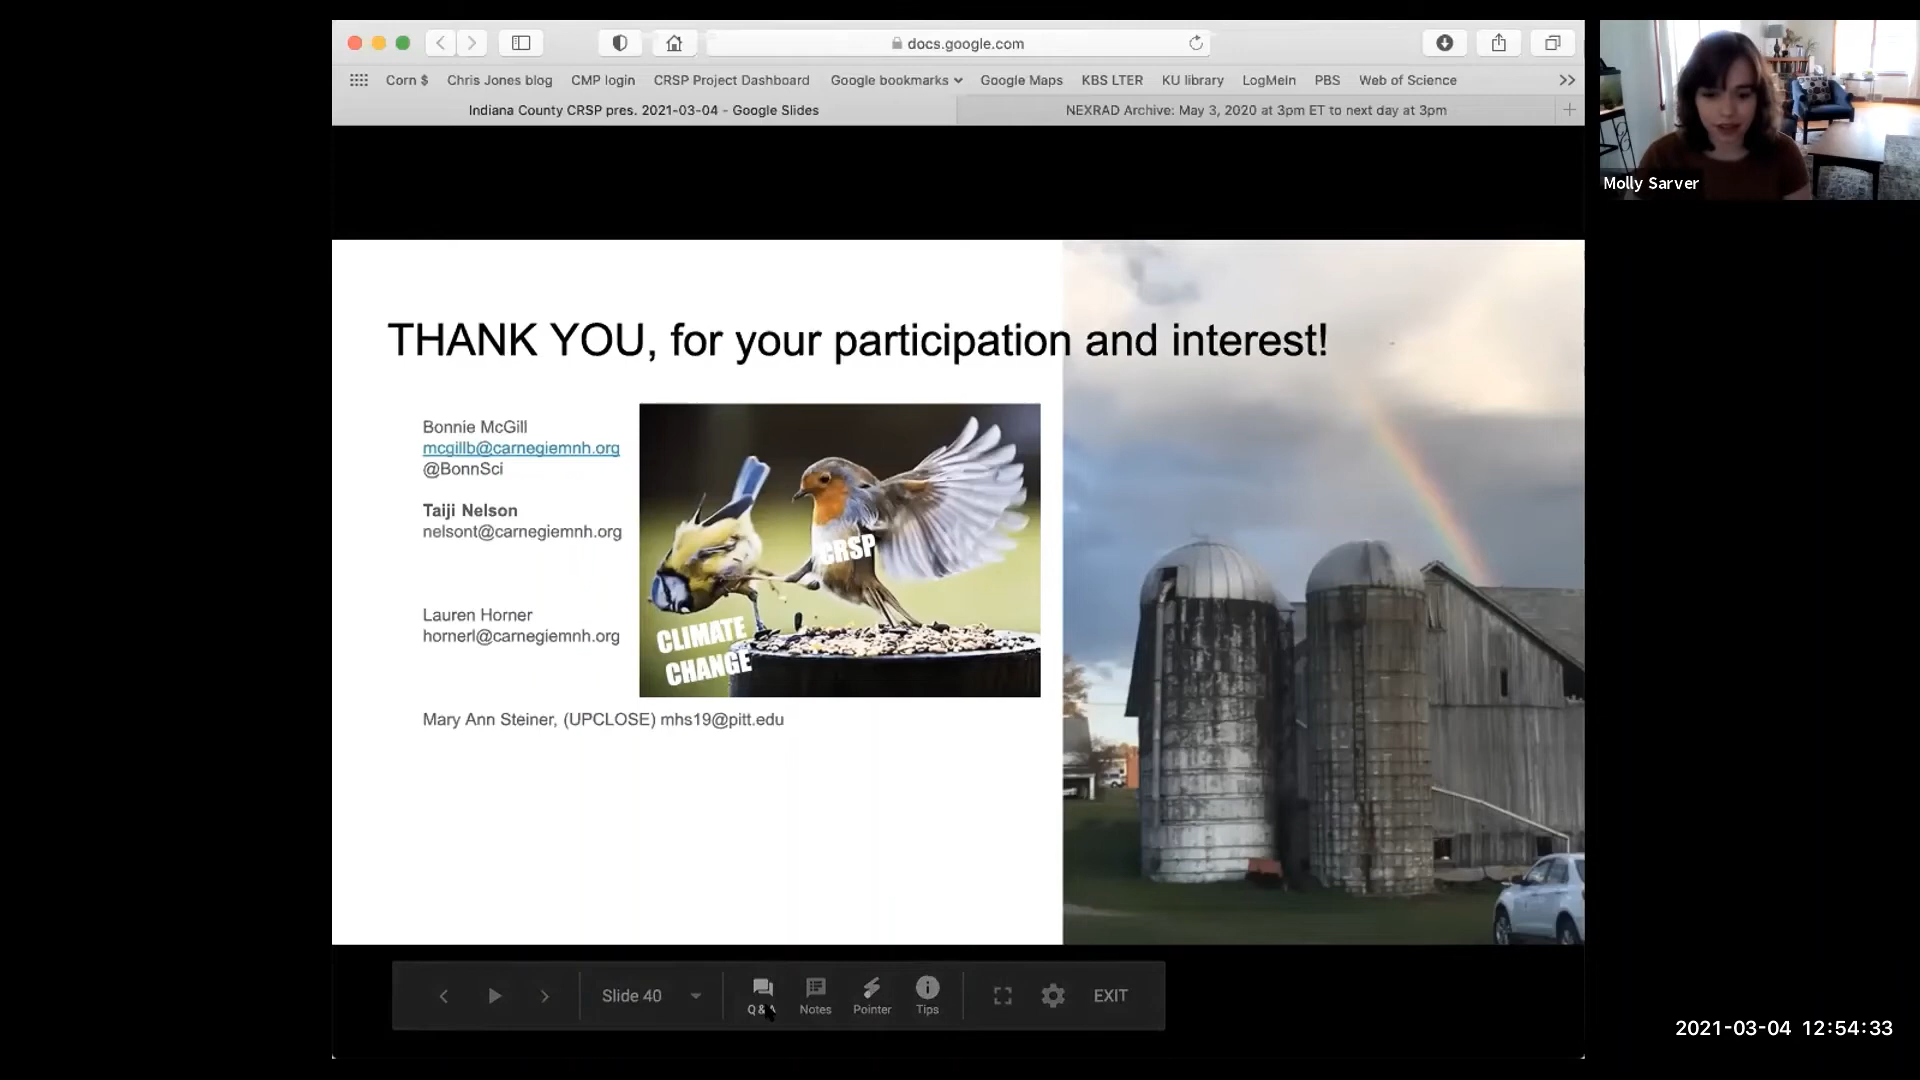 docs.google.com
Corn $ Chris Jones blog CMP login CRSP Project Dashboard Google bookmarks Google Maps KBS LTER KU library LogMeIn PBS Web of Science
Indiana County CRSP pres. 2021-03-04 - Google Slides NEXRAD Archive: May 3, 2020 at 3pm ET to next day at 3pm
Molly Sarver
THANK YOU, for your participation and interest!
Bonnie McGill
mcgillb@carnegiemnh.org
@BonnSci
Taiji Nelson
nelsont@carnegiemnh.org
Lauren Horner
hornerl@carnegiemnh.org
CRSP
CLIMATE
CHANGE
Mary Ann Steiner, (UPCLOSE) mhs19@pitt.edu
Slide 40 Q&A Notes Pointer Tips EXIT
2021-03-04 12:54:33